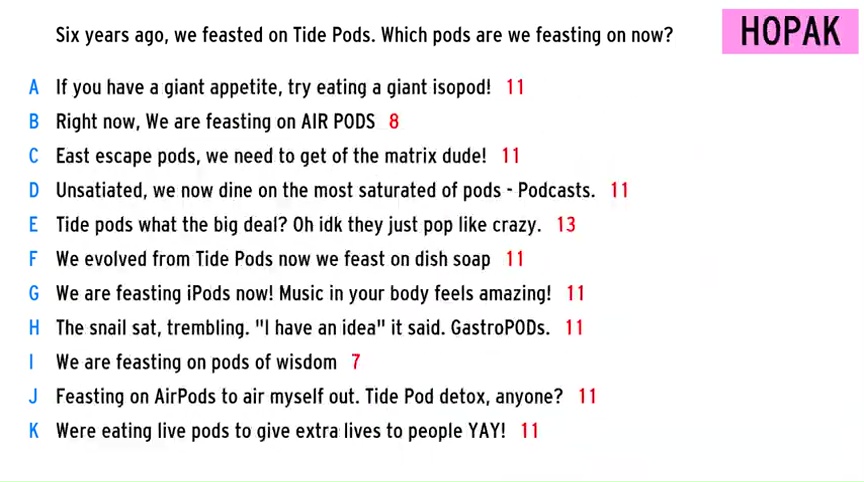 Six years ago, we feasted on Tide Pods. Which pods are we feasting on now?
HOPAK
A If you have a giant appetite, try eating a giant isopod! 11
B Right now, We are feasting on AIR PODS 8
C East escape pods, we need to get of the matrix dude! 11
D Unsatiated, we now dine on the most saturated of pods - Podcasts. 11
E Tide pods what the big deal? Oh idk they just pop like crazy. 13
F We evolved from Tide Pods now we feast on dish soap 11
G We are feasting iPods now! Music in your body feels amazing! 11
H The snail sat, trembling. "I have an idea" it said. GastroPODs. 11
I We are feasting on pods of wisdom 7
J Feasting on AirPods to air myself out. Tide Pod detox, anyone? 11
K Were eating live pods to give extra lives to people YAY! 11